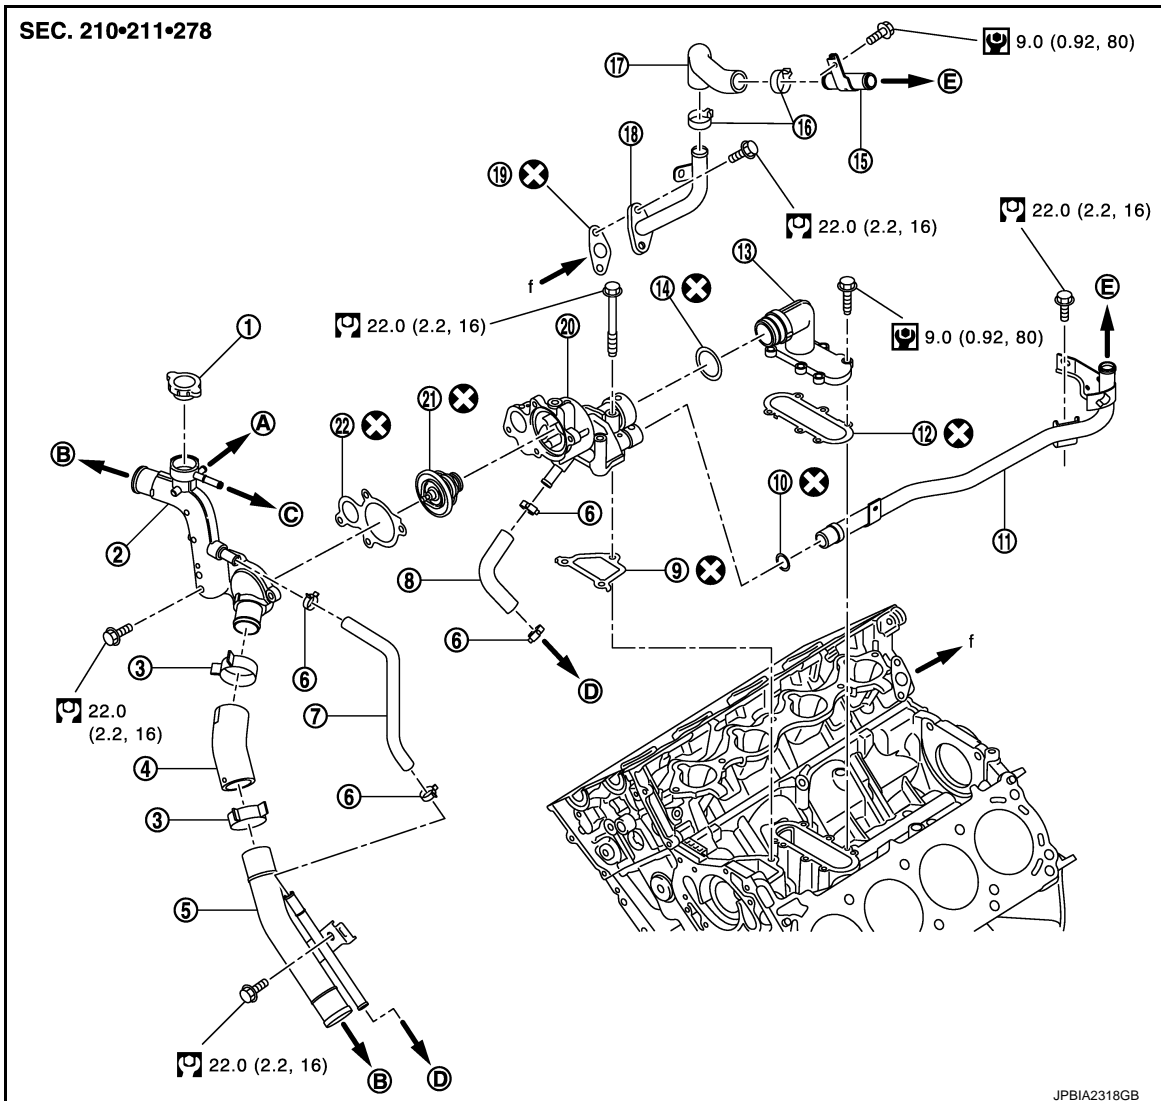 SEC. 210•211•278
9.0 (0.92, 80)
17
E
16
15
18
19
22.0 (2.2, 16)
22.0 (2.2, 16)
f
13
14
E
22.0 (2.2, 16)
20
9.0 (0.92, 80)
1
21
A
22
12
B
10
C
6
11
2
8
9
6
f
3
6
D
22.0
(2.2, 16)
7
4
6
3
5
22.0 (2.2, 16)
B
D
JPBIA2318GB